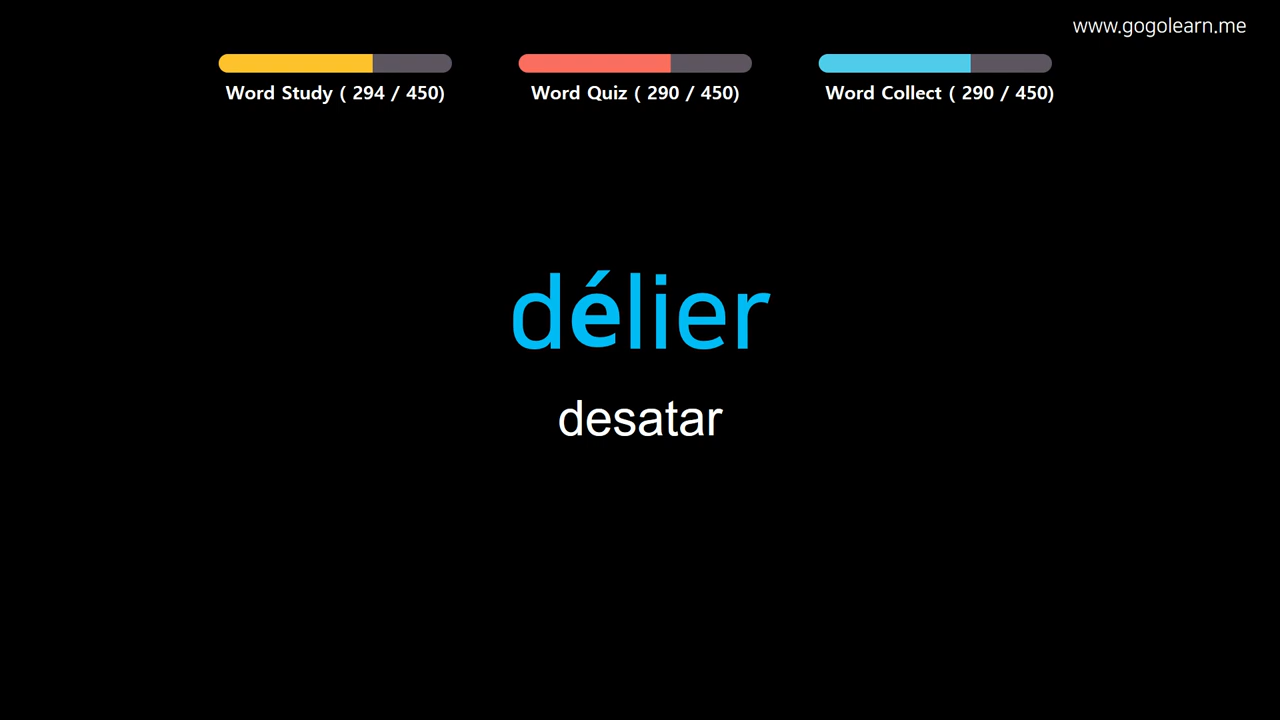 www.gogolearn.me
Word Study ( 294 / 450)
Word Quiz ( 290 / 450)
Word Collect ( 290 / 450)
délier
desatar